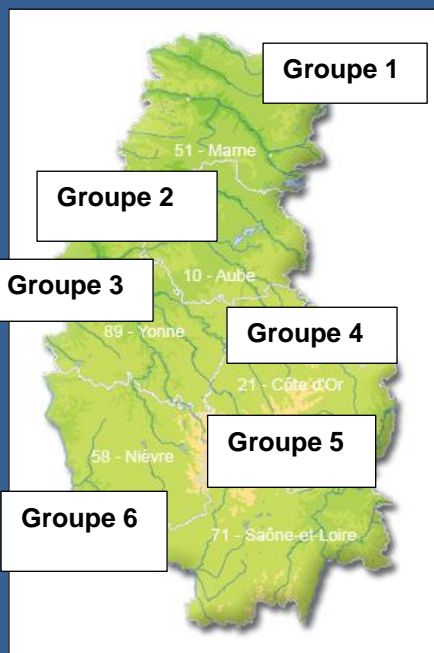 Groupe 1
51 - Marne
Groupe 2
10 - Aube
Groupe 3
89 - Yonne
Groupe 4
21 - Côte d'Or
Groupe 5
58 - Nièvre
Groupe 6
71 - Saône-et-Loire